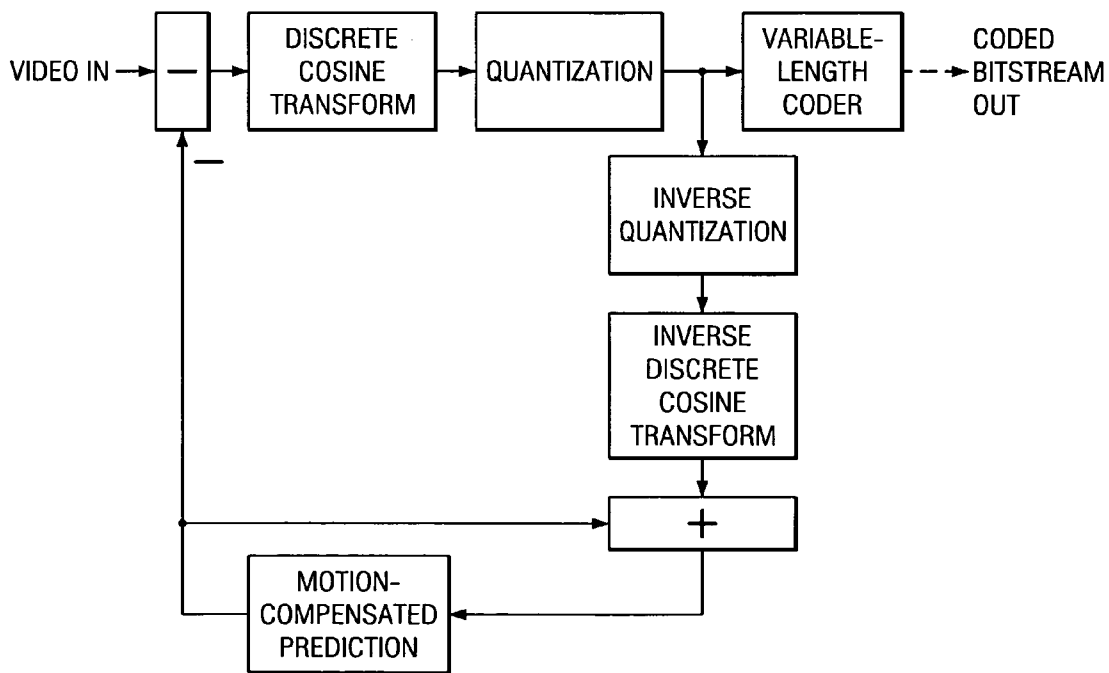 VIDEO IN
−
DISCRETE
COSINE
TRANSFORM
QUANTIZATION
VARIABLE-
LENGTH
CODER
CODED
BITSTREAM
OUT
−
INVERSE
QUANTIZATION
INVERSE
DISCRETE
COSINE
TRANSFORM
+
MOTION-
COMPENSATED
PREDICTION